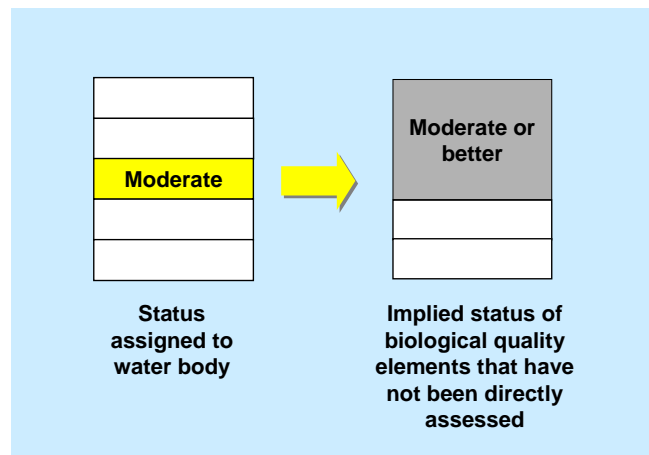 Moderate
Moderate or
better
Status
assigned to
water body
Implied status of
biological quality
elements that have
not been directly
assessed